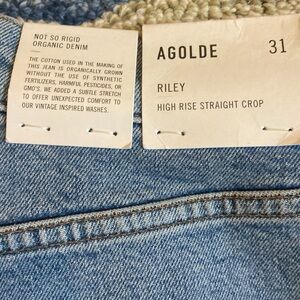 NOT SO RIGID
ORGANIC DENIM
THE COTTON USED IN THE MAKING OF
THIS JEAN IS ORGANICALLY GROWN
WITHOUT THE USE OF SYNTHETIC
FERTILIZERS, HARMFUL PESTICIDES, OR
GMO'S. WE ADDED A SUBTLE STRETCH
TO OFFER UNEXPECTED COMFORT TO
OUR VINTAGE INSPIRED WASHES.
AGOLDE 31
RILEY
HIGH RISE STRAIGHT CROP